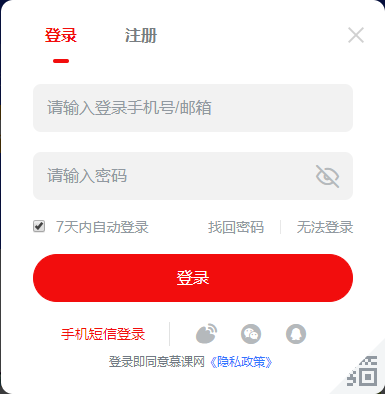 登录 注册
请输入登录手机号/邮箱
请输入密码
7天内自动登录 找回密码 无法登录
登录
手机短信登录
登录即同意慕课网《隐私政策》